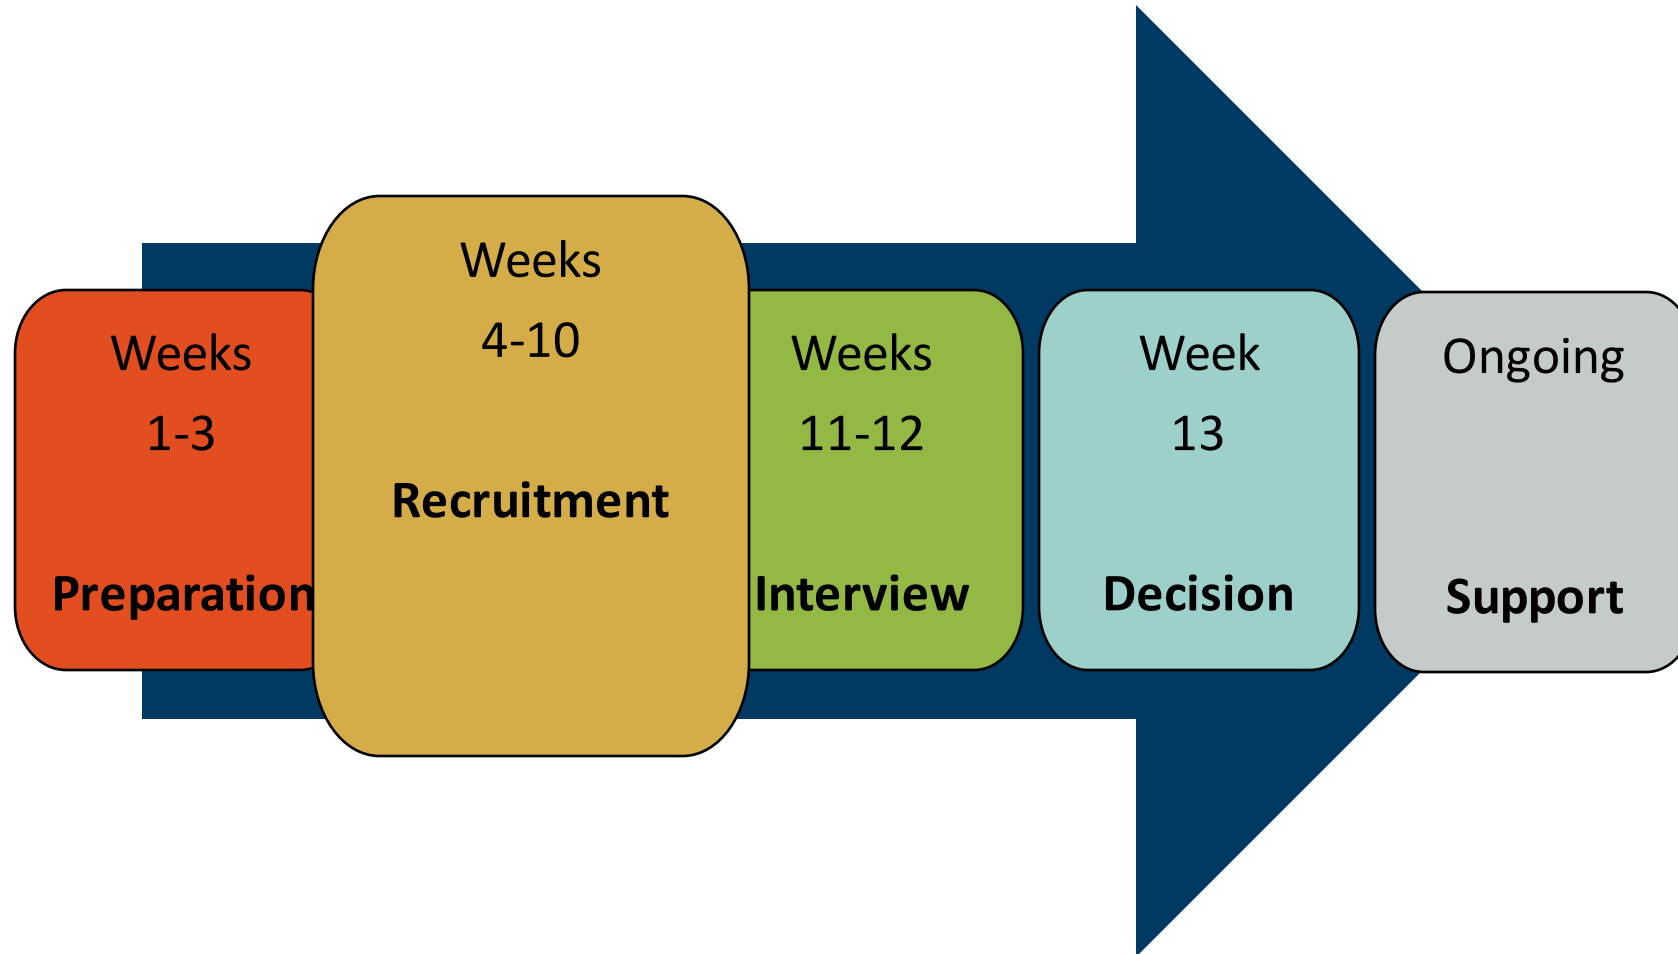 Weeks
1-3
Preparation
Weeks
4-10
Recruitment
Weeks
11-12
Interview
Week
13
Decision
Ongoing
Support